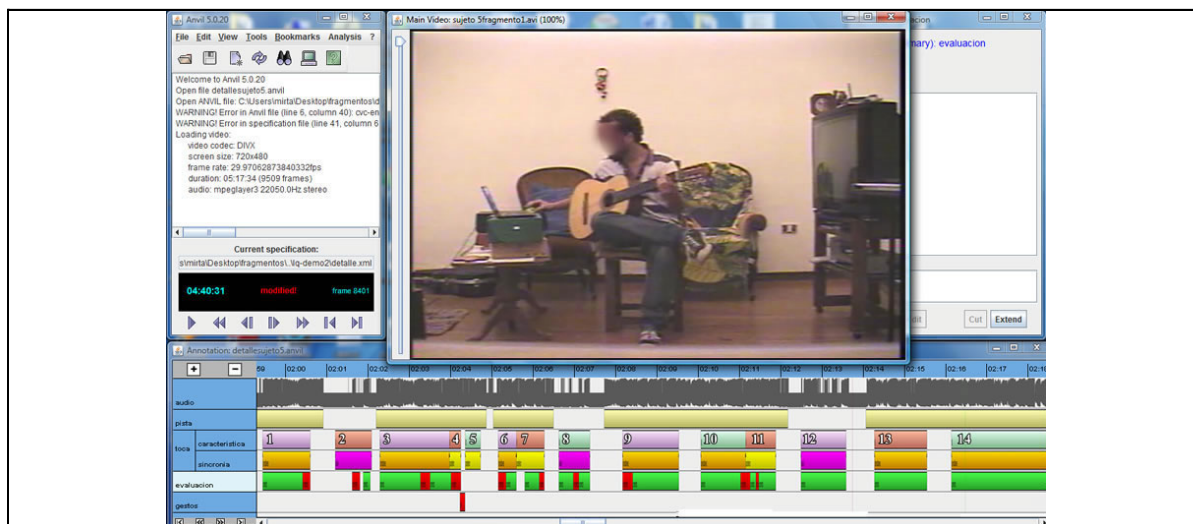 Anvil 5.0.20
File Edit View Tools Bookmarks Analysis ?
Welcome to Anvil 5.0.20
Open file detallesujeto5.anvil
Open ANVIL file: C:\Users\mirta\Desktop\fragmentos\d
WARNING! Error in Anvil file (line 6, column 40): cvc-en
WARNING! Error in specification file (line 41, column 6
Loading video:
video codec: DIVX
screen size: 720x480
frame rate: 29.97062873840332fps
duration: 05:17:34 (9509 frames)
audio: mpeglayer3 22050.0Hz stereo
Current specification:
s\mirta\Desktop\fragmentos\..\lq-demo2\detalle.xml
04:40:31 modified! frame 8401
Main Video: sujeto 5fragmento1.avi (100%)
acion
mary): evaluacion
dit Cut Extend
Annotation: detallesujeto5.anvil
+ -
59 02:00 02:01 02:02 02:03 02:04 02:05 02:06 02:07 02:08 02:09 02:10 02:11 02:12 02:13 02:14 02:15 02:16 02:17 02:18
audio
pista
toca caracteristica 1 2 3 4 5 6 7 8 9 10 11 12 13 14
sincronia
evaluacion
gestos